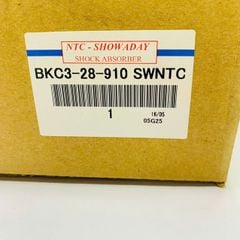 NTC - SHOWADAY
SHOCK ABSORBER
BKC3-28-910 SWNTC
1
16/05
05G25